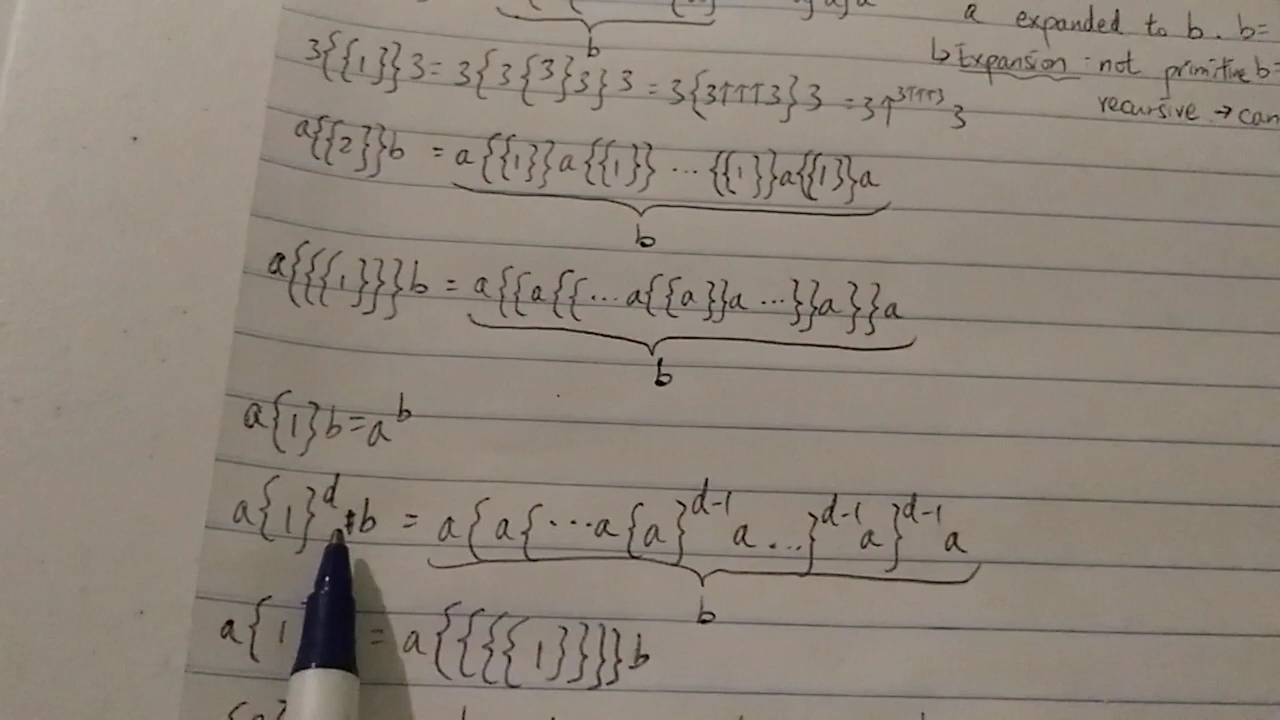 b
a expanded to b. b=
b Expansion : not primitive b=
recursive → can
3{{1}}3 = 3{3{3}3}3 = 3{3↑↑↑3}3 = 3↑^{3↑↑↑3}3
a{{2}}b = a{{1}}a{{1}} ... {{1}}a{{1}}a
b
a{{{1}}}b = a{{a{{...a{{a}}a ...}}a}}a
b
a{1}b=a^b
a{1}^d b = a{a{...a{a}^{d-1} a ...}^{d-1} a}^{d-1} a
b
a{1 = a{{{{1}}}}b